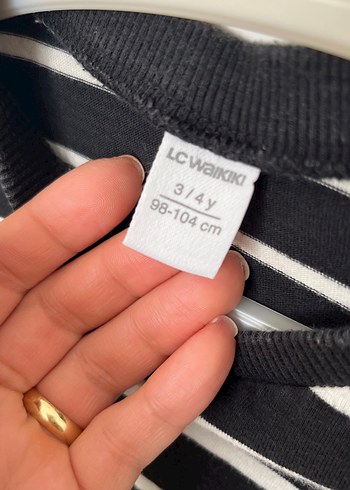 LC WAIKIKI
3 / 4 y
98-104 cm